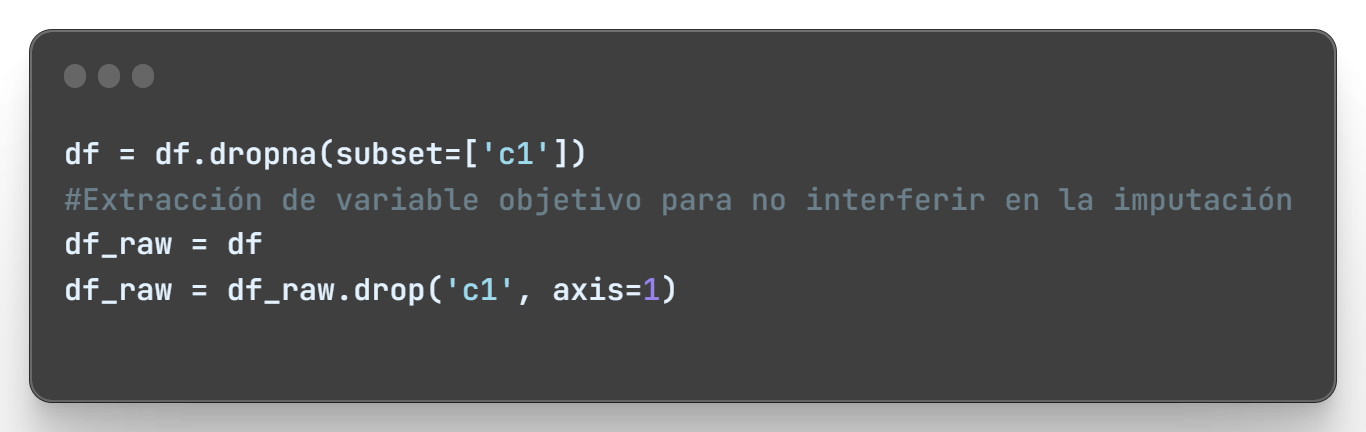 df = df.dropna(subset=['c1'])
#Extracción de variable objetivo para no interferir en la imputación
df_raw = df
df_raw = df_raw.drop('c1', axis=1)